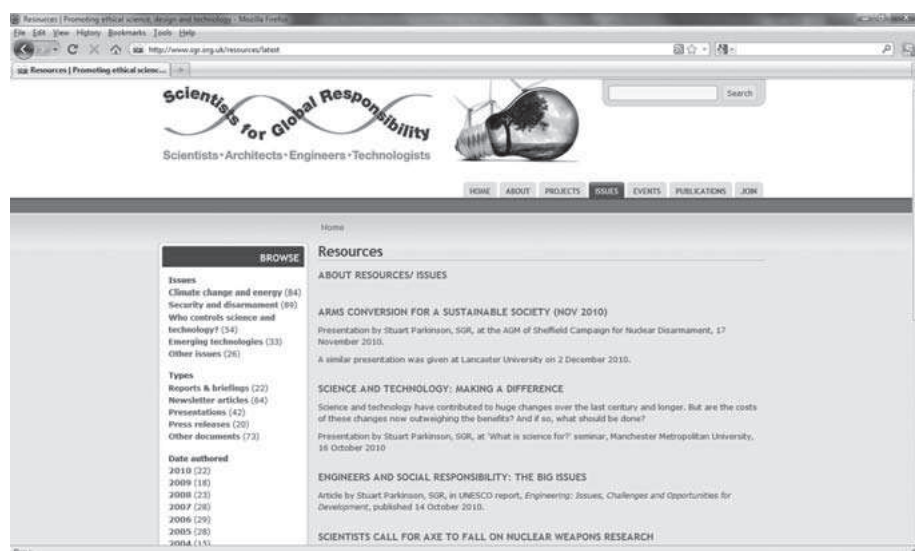 Resources | Promoting ethical science, design and technology - Mozilla Firefox
File Edit View History Bookmarks Tools Help
http://www.sgr.org.uk/resources/latest
Resources | Promoting ethical scienc...
Scientists for Global Responsibility
Search
Scientists•Architects•Engineers•Technologists
HOME ABOUT PROJECTS ISSUES EVENTS PUBLICATIONS JOIN
Home
BROWSE
Issues
Climate change and energy (84)
Security and disarmament (89)
Who controls science and
technology? (54)
Emerging technologies (33)
Other issues (26)
Types
Reports & briefings (22)
Newsletter articles (64)
Presentations (42)
Press releases (20)
Other documents (73)
Date authored
2010 (22)
2009 (18)
2008 (23)
2007 (28)
2006 (29)
2005 (28)
2004 (15)
Resources
ABOUT RESOURCES/ ISSUES
ARMS CONVERSION FOR A SUSTAINABLE SOCIETY (NOV 2010)
Presentation by Stuart Parkinson, SGR, at the AGM of Sheffield Campaign for Nuclear Disarmament, 17
November 2010.
A similar presentation was given at Lancaster University on 2 December 2010.
SCIENCE AND TECHNOLOGY: MAKING A DIFFERENCE
Science and technology have contributed to huge changes over the last century and longer. But are the costs
of these changes now outweighing the benefits? And if so, what should be done?
Presentation by Stuart Parkinson, SGR, at 'What is science for?' seminar, Manchester Metropolitan University,
16 October 2010
ENGINEERS AND SOCIAL RESPONSIBILITY: THE BIG ISSUES
Article by Stuart Parkinson, SGR, in UNESCO report, Engineering: Issues, Challenges and Opportunities for
Development, published 14 October 2010.
SCIENTISTS CALL FOR AXE TO FALL ON NUCLEAR WEAPONS RESEARCH